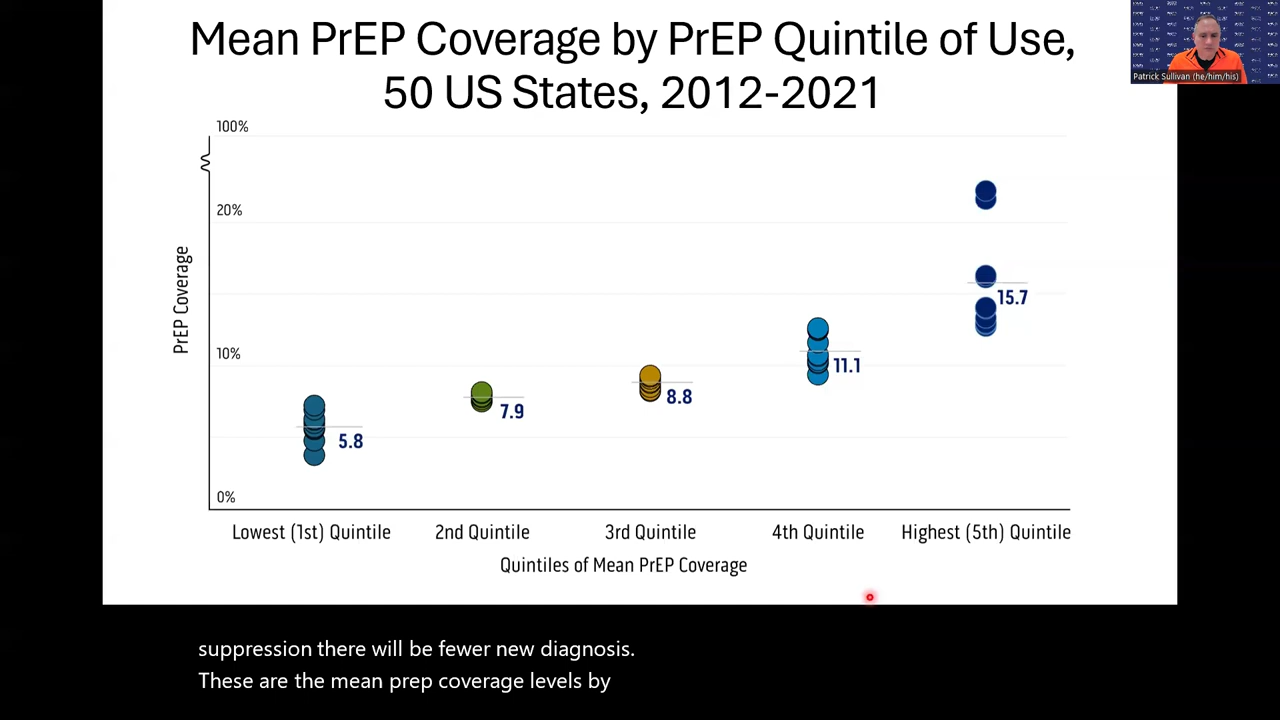 Mean PrEP Coverage by PrEP Quintile of Use,
50 US States, 2012-2021
Patrick Sullivan (he/him/his)
100%
20%
10%
0%
PrEP Coverage
5.8
7.9
8.8
11.1
15.7
Lowest (1st) Quintile
2nd Quintile
3rd Quintile
4th Quintile
Highest (5th) Quintile
Quintiles of Mean PrEP Coverage
suppression there will be fewer new diagnosis.
These are the mean prep coverage levels by